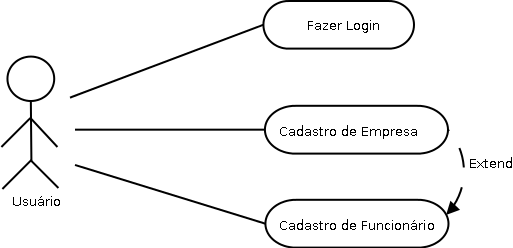 Fazer Login
Cadastro de Empresa
Extend
Usuário
Cadastro de Funcionário